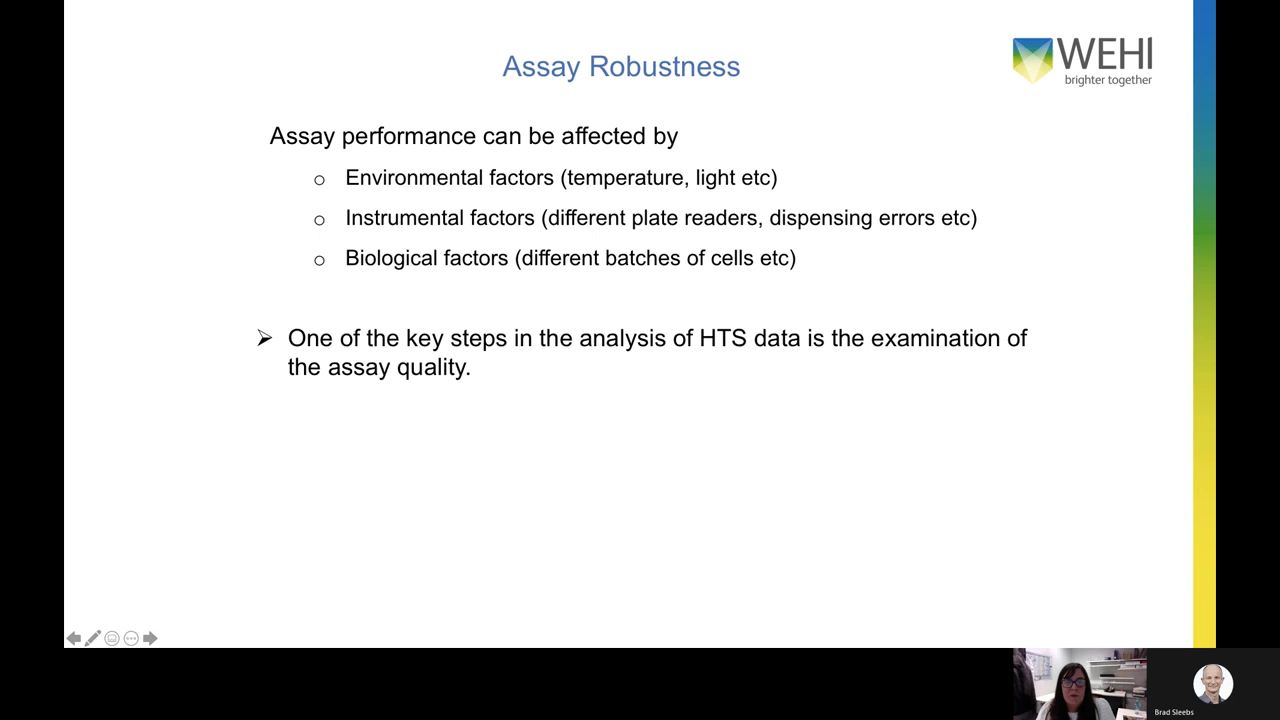 Assay Robustness
WEHI
brighter together
Assay performance can be affected by
o Environmental factors (temperature, light etc)
o Instrumental factors (different plate readers, dispensing errors etc)
o Biological factors (different batches of cells etc)
➢ One of the key steps in the analysis of HTS data is the examination of
the assay quality.
Brad Sleebs